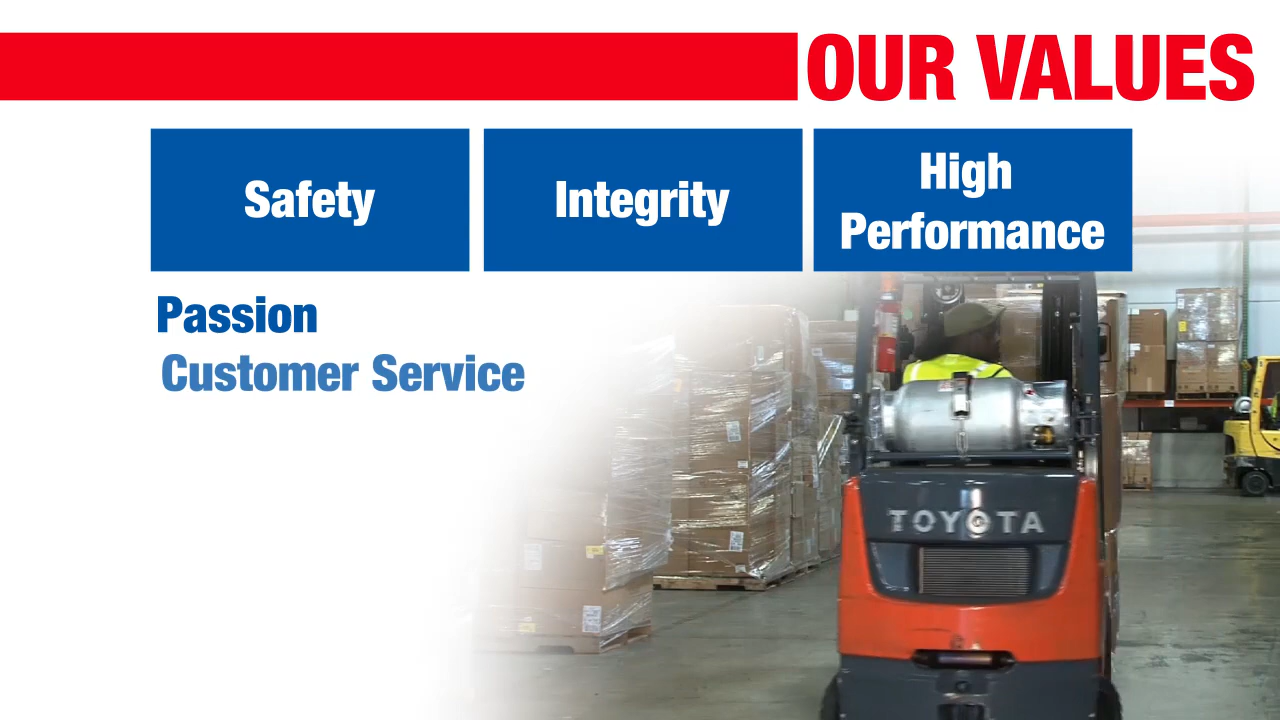 OUR VALUES
Safety
Integrity
High
Performance
Passion
Customer Service
TOYOTA